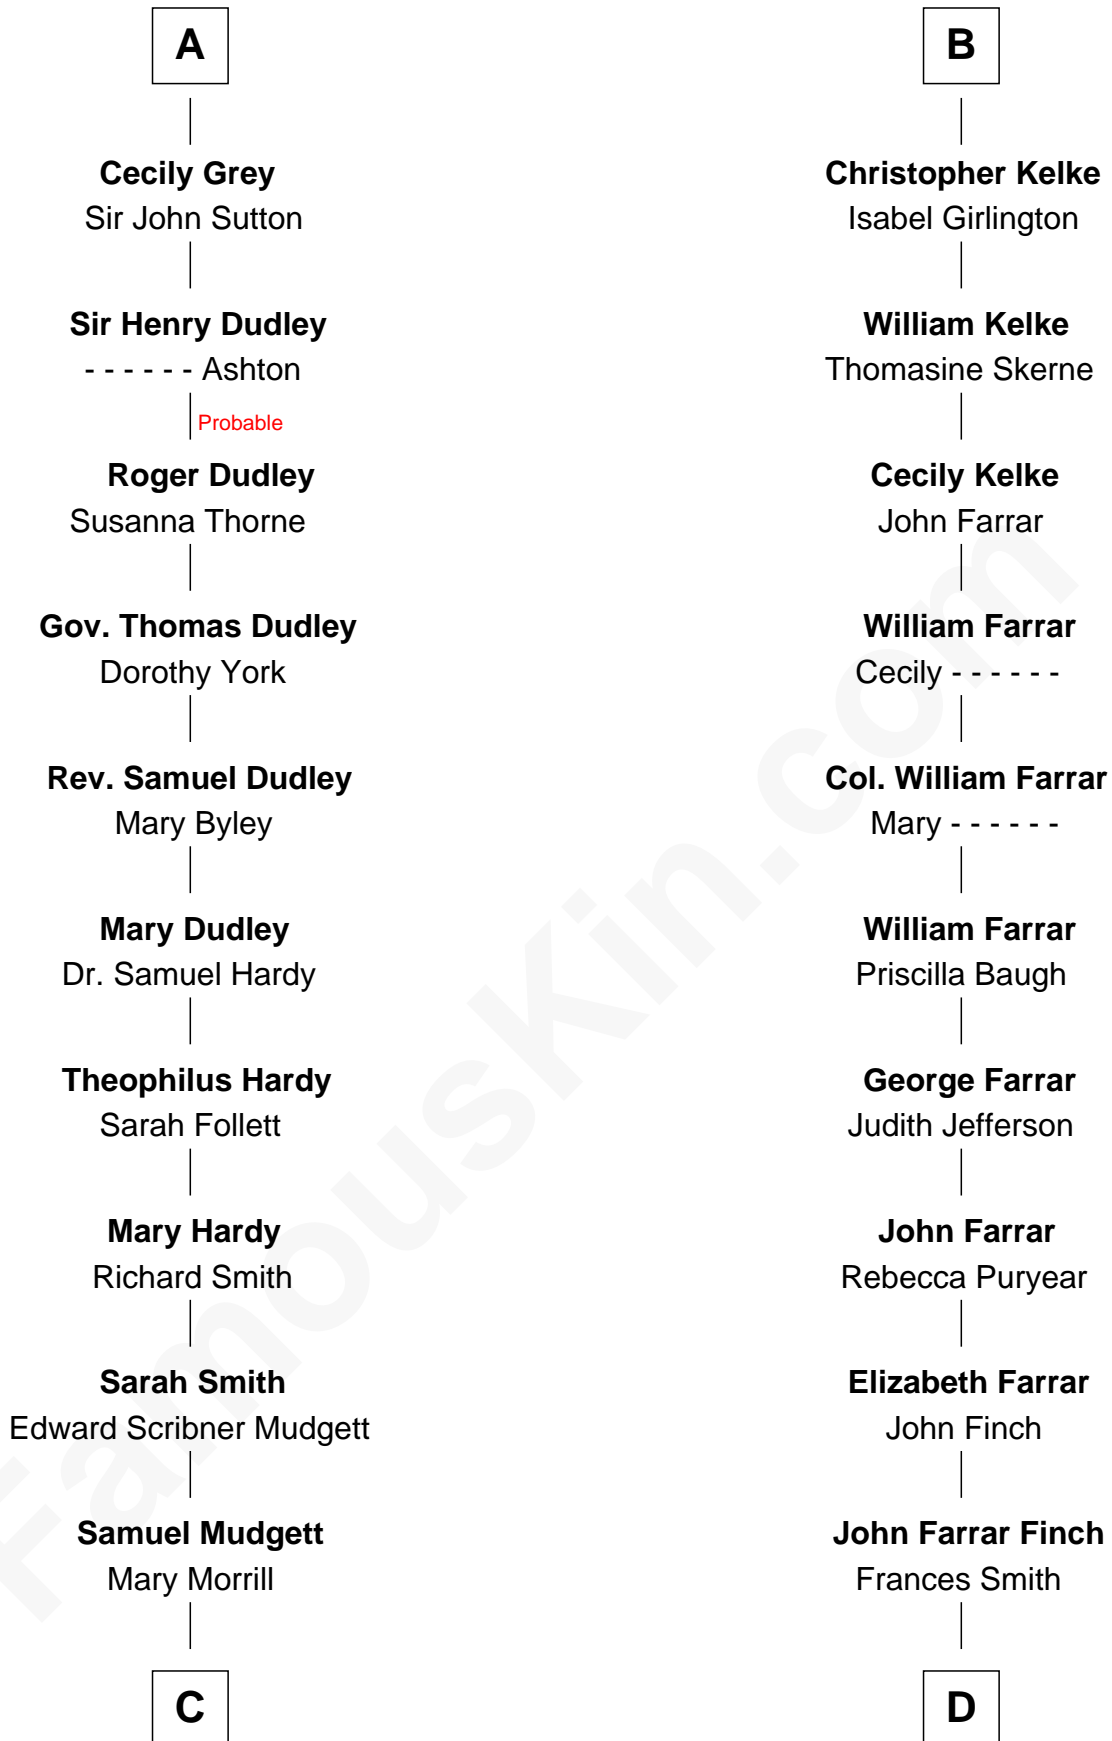 A
Cecily Grey
Sir John Sutton
Sir Henry Dudley
- - - - - - Ashton
Probable
Roger Dudley
Susanna Thorne
Gov. Thomas Dudley
Dorothy York
Rev. Samuel Dudley
Mary Byley
Mary Dudley
Dr. Samuel Hardy
Theophilus Hardy
Sarah Follett
Mary Hardy
Richard Smith
Sarah Smith
Edward Scribner Mudgett
Samuel Mudgett
Mary Morrill
C
B
Christopher Kelke
Isabel Girlington
William Kelke
Thomasine Skerne
Cecily Kelke
John Farrar
William Farrar
Cecily - - - - - -
Col. William Farrar
Mary - - - - - -
William Farrar
Priscilla Baugh
George Farrar
Judith Jefferson
John Farrar
Rebecca Puryear
Elizabeth Farrar
John Finch
John Farrar Finch
Frances Smith
D
FamousKin.com